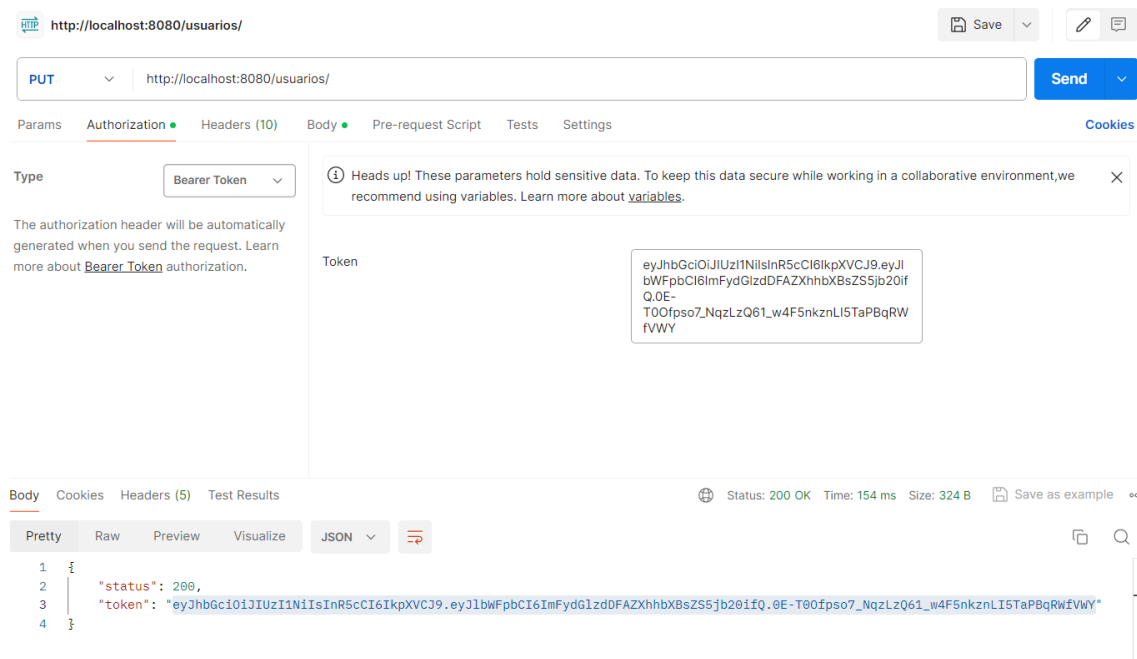 HTTP http://localhost:8080/usuarios/ Save
PUT http://localhost:8080/usuarios/ Send
Params Authorization Headers (10) Body Pre-request Script Tests Settings Cookies
Type Bearer Token
The authorization header will be automatically
generated when you send the request. Learn
more about Bearer Token authorization.
Heads up! These parameters hold sensitive data. To keep this data secure while working in a collaborative environment,we
recommend using variables. Learn more about variables.
Token
eyJhbGciOiJIUzI1NiIsInR5cCI6IkpXVCJ9.eyJl
bWFpbCI6ImFydGlzdDFAZXhhbXBsZS5jb20if
Q.0E-
T0Ofpso7_NqzLzQ61_w4F5nkznLI5TaPBqRW
fVWY
Body Cookies Headers (5) Test Results Status: 200 OK Time: 154 ms Size: 324 B Save as example
Pretty Raw Preview Visualize JSON
1 {
2 "status": 200,
3 "token": "eyJhbGciOiJIUzI1NiIsInR5cCI6IkpXVCJ9.eyJlbWFpbCI6ImFydGlzdDFAZXhhbXBsZS5jb20ifQ.0E-T0Ofpso7_NqzLzQ61_w4F5nkznLI5TaPBqRWfVWY"
4 }